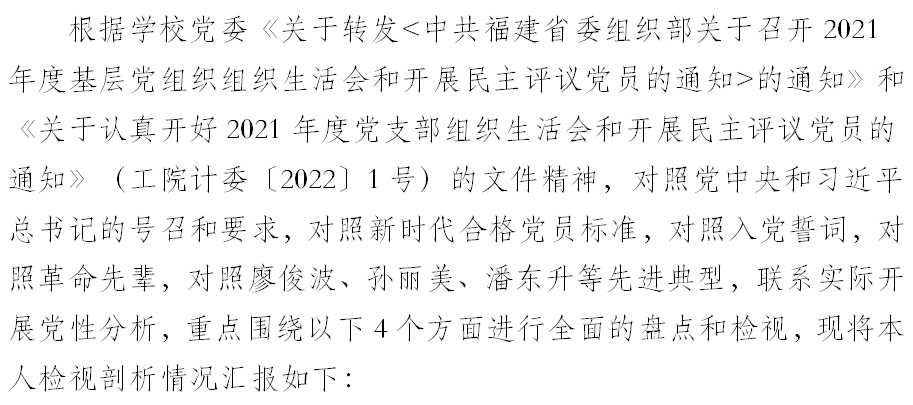 根据学校党委《关于转发<中共福建省委组织部关于召开 2021
年度基层党组织组织生活会和开展民主评议党员的通知>的通知》和
《关于认真开好 2021 年度党支部组织生活会和开展民主评议党员的
通知》（工院计委〔2022〕1 号）的文件精神，对照党中央和习近平
总书记的号召和要求，对照新时代合格党员标准，对照入党誓词，对
照革命先辈，对照廖俊波、孙丽美、潘东升等先进典型，联系实际开
展党性分析，重点围绕以下 4 个方面进行全面的盘点和检视，现将本
人检视剖析情况汇报如下：